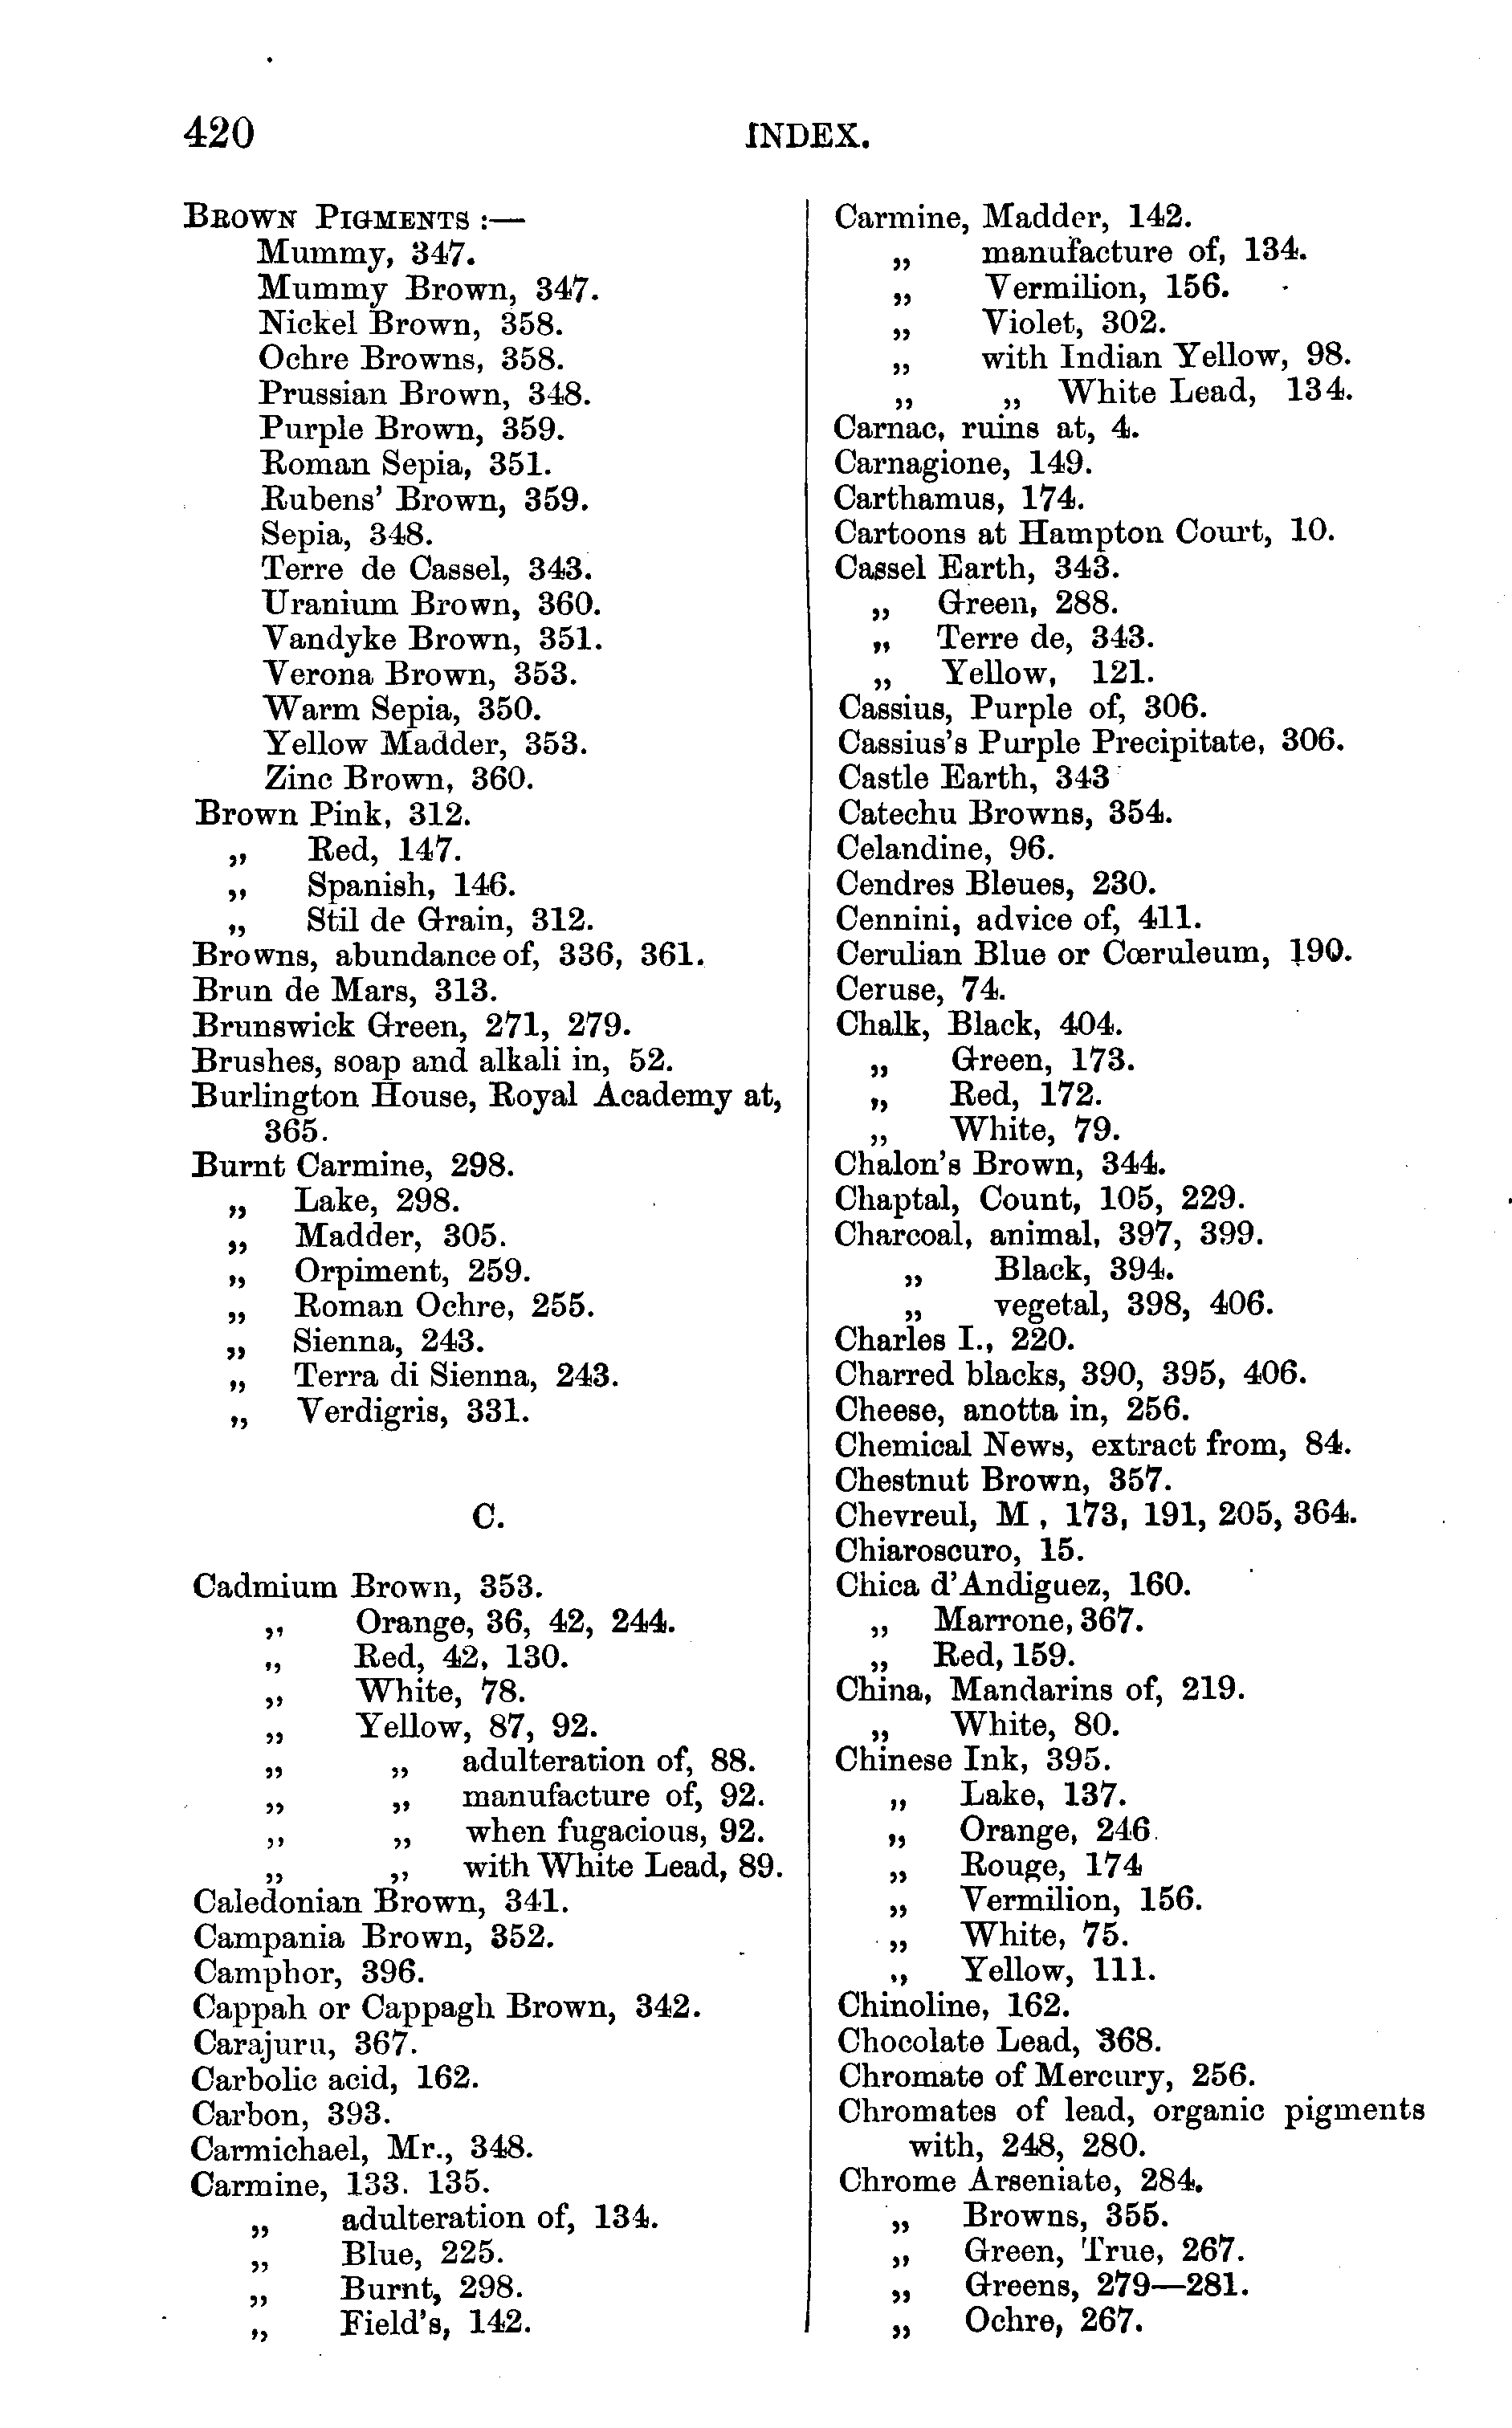 420
INDEX.
BROWN PIGMENTS :—
Mummy, 347.
Mummy Brown, 347.
Nickel Brown, 358.
Ochre Browns, 358.
Prussian Brown, 348.
Purple Brown, 359.
Roman Sepia, 351.
Rubens' Brown, 359.
Sepia, 348.
Terre de Cassel, 343.
Uranium Brown, 360.
Vandyke Brown, 351.
Verona Brown, 353.
Warm Sepia, 350.
Yellow Madder, 353.
Zinc Brown, 360.
Brown Pink, 312.
„ Red, 147.
„ Spanish, 146.
„ Stil de Grain, 312.
Browns, abundance of, 336, 361.
Brun de Mars, 313.
Brunswick Green, 271, 279.
Brushes, soap and alkali in, 52.
Burlington House, Royal Academy at,
365.
Burnt Carmine, 298.
„ Lake, 298.
„ Madder, 305.
„ Orpiment, 259.
„ Roman Ochre, 255.
„ Sienna, 243.
„ Terra di Sienna, 243.
„ Verdigris, 331.
C.
Cadmium Brown, 353.
„ Orange, 36, 42, 244.
„ Red, 42, 130.
„ White, 78.
„ Yellow, 87, 92.
„ „ adulteration of, 88.
„ „ manufacture of, 92.
„ „ when fugacious, 92.
„ „ with White Lead, 89.
Caledonian Brown, 341.
Campania Brown, 352.
Camphor, 396.
Cappah or Cappagh Brown, 342.
Carajuru, 367.
Carbolic acid, 162.
Carbon, 393.
Carmichael, Mr., 348.
Carmine, 133. 135.
„ adulteration of, 134.
„ Blue, 225.
„ Burnt, 298.
„ Field's, 142.
Carmine, Madder, 142.
„ manufacture of, 134.
„ Vermilion, 156.
„ Violet, 302.
„ with Indian Yellow, 98.
„ „ White Lead, 134.
Carnac, ruins at, 4.
Carnagione, 149.
Carthamus, 174.
Cartoons at Hampton Court, 10.
Cassel Earth, 343.
„ Green, 288.
„ Terre de, 343.
„ Yellow, 121.
Cassius, Purple of, 306.
Cassius's Purple Precipitate, 306.
Castle Earth, 343
Catechu Browns, 354.
Celandine, 96.
Cendres Bleues, 230.
Cennini, advice of, 411.
Cerulian Blue or Cœruleum, 190.
Ceruse, 74.
Chalk, Black, 404.
„ Green, 173.
„ Red, 172.
„ White, 79.
Chalon's Brown, 344.
Chaptal, Count, 105, 229.
Charcoal, animal, 397, 399.
„ Black, 394.
„ vegetal, 398, 406.
Charles I., 220.
Charred blacks, 390, 395, 406.
Cheese, anotta in, 256.
Chemical News, extract from, 84.
Chestnut Brown, 357.
Chevreul, M , 173, 191, 205, 364.
Chiaroscuro, 15.
Chica d'Andiguez, 160.
„ Marrone, 367.
„ Red, 159.
China, Mandarins of, 219.
„ White, 80.
Chinese Ink, 395.
„ Lake, 137.
„ Orange, 246.
„ Rouge, 174
„ Vermilion, 156.
„ White, 75.
„ Yellow, 111.
Chinoline, 162.
Chocolate Lead, 368.
Chromate of Mercury, 256.
Chromates of lead, organic pigments
with, 248, 280.
Chrome Arseniate, 284.
„ Browns, 355.
„ Green, True, 267.
„ Greens, 279—281.
„ Ochre, 267.